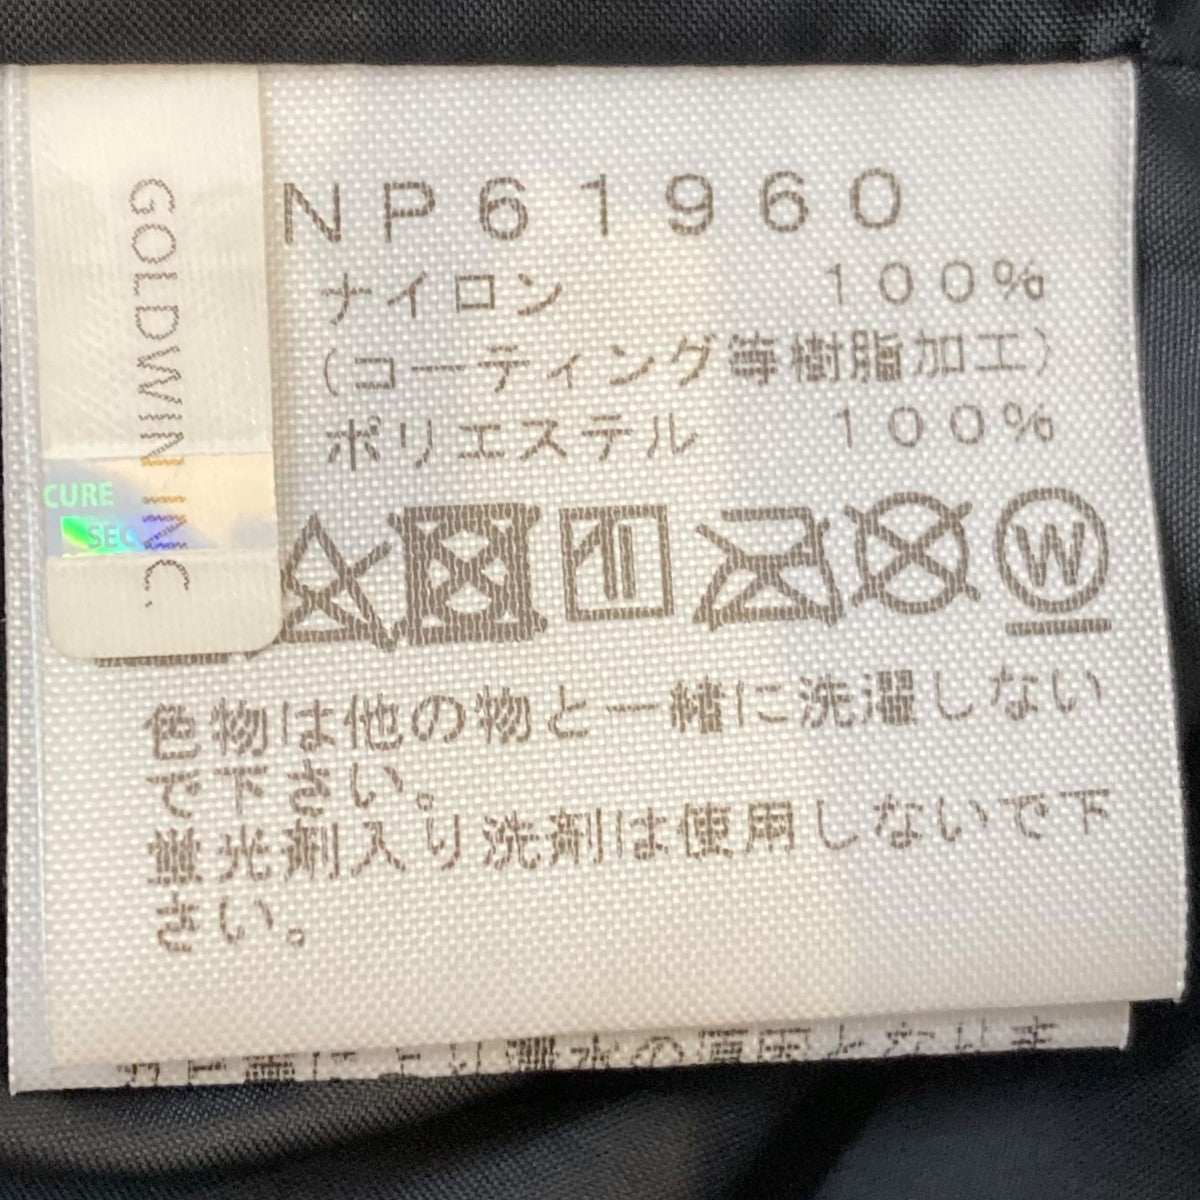 GOLDWIN INC.
CURE
SEC
NP61960
ナイロン 100%
(コーティング等樹脂加工)
ポリエステル 100%
W
色物は他の物と一緒に洗濯しない
で下さい。
蛍光剤入り洗剤は使用しないで下
さい。